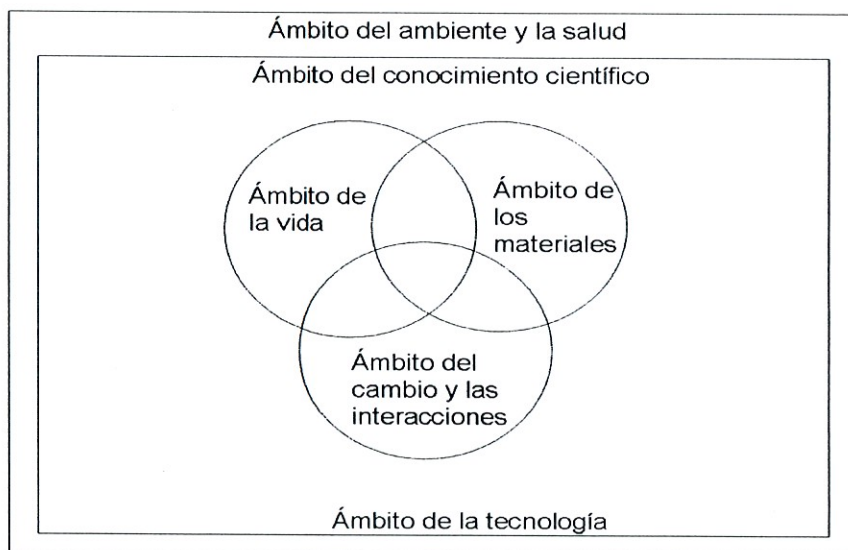 Ámbito del ambiente y la salud
Ámbito del conocimiento científico
Ámbito de
la vida
Ámbito de
los
materiales
Ámbito del
cambio y las
interacciones
Ámbito de la tecnología